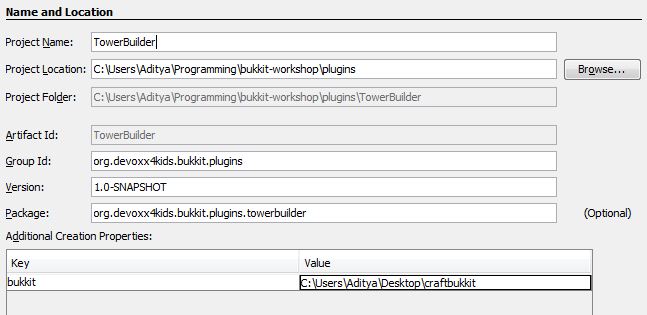 Name and Location
Project Name: TowerBuilder
Project Location: C:\Users\Aditya\Programming\bukkit-workshop\plugins Browse...
Project Folder: C:\Users\Aditya\Programming\bukkit-workshop\plugins\TowerBuilder
Artifact Id: TowerBuilder
Group Id: org.devoxx4kids.bukkit.plugins
Version: 1.0-SNAPSHOT
Package: org.devoxx4kids.bukkit.plugins.towerbuilder (Optional)
Additional Creation Properties:
Key Value
bukkit C:\Users\Aditya\Desktop\craftbukkit